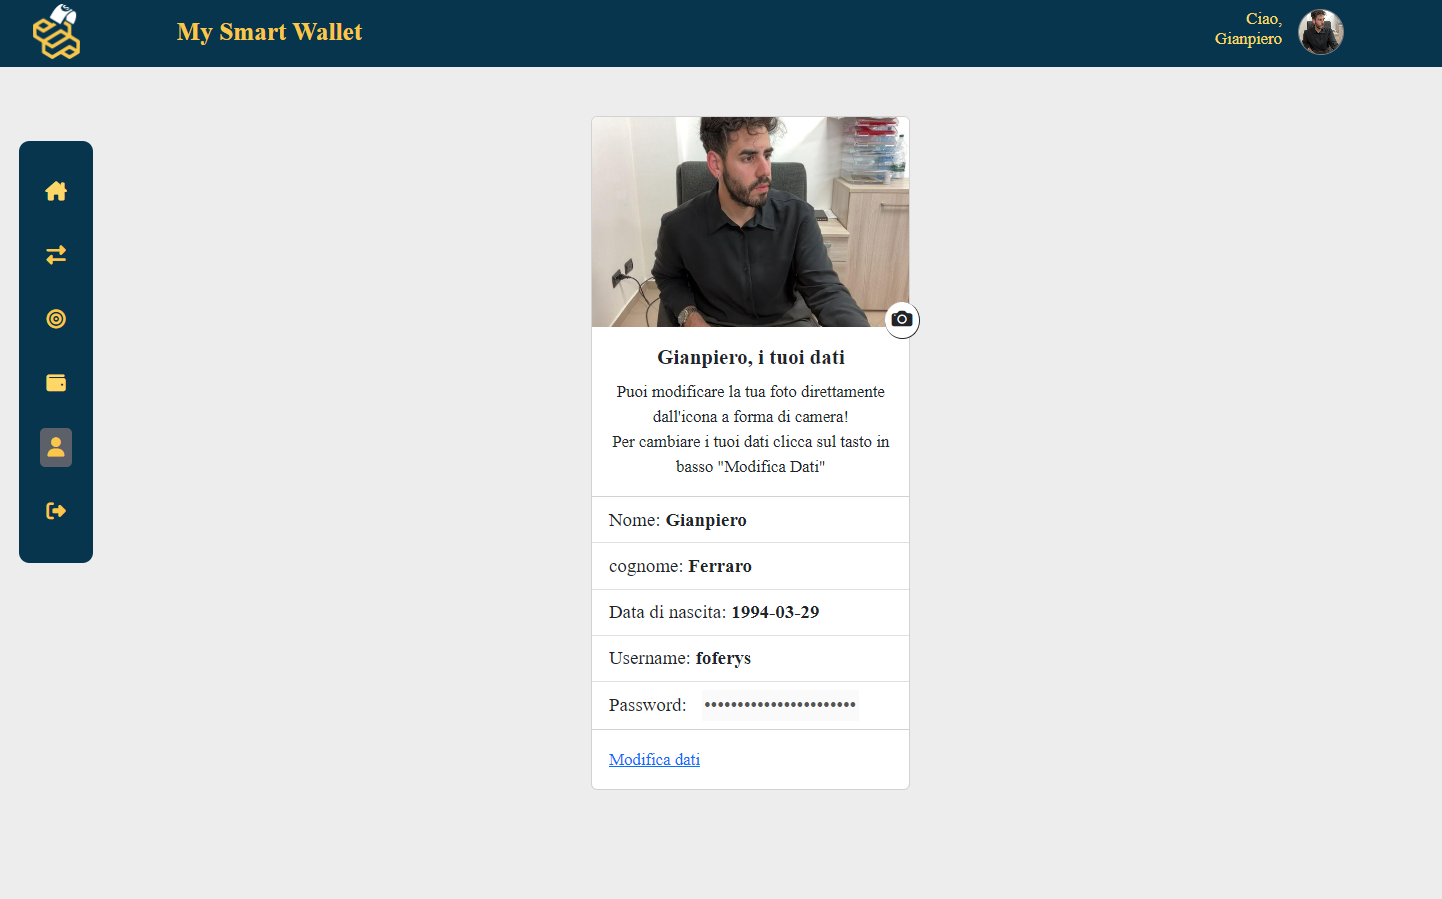 My Smart Wallet
Ciao,
Gianpiero
Gianpiero, i tuoi dati
Puoi modificare la tua foto direttamente
dall'icona a forma di camera!
Per cambiare i tuoi dati clicca sul tasto in
basso "Modifica Dati"
Nome: Gianpiero
cognome: Ferraro
Data di nascita: 1994-03-29
Username: foferys
Password: •••••••••••••••••••••••
Modifica dati